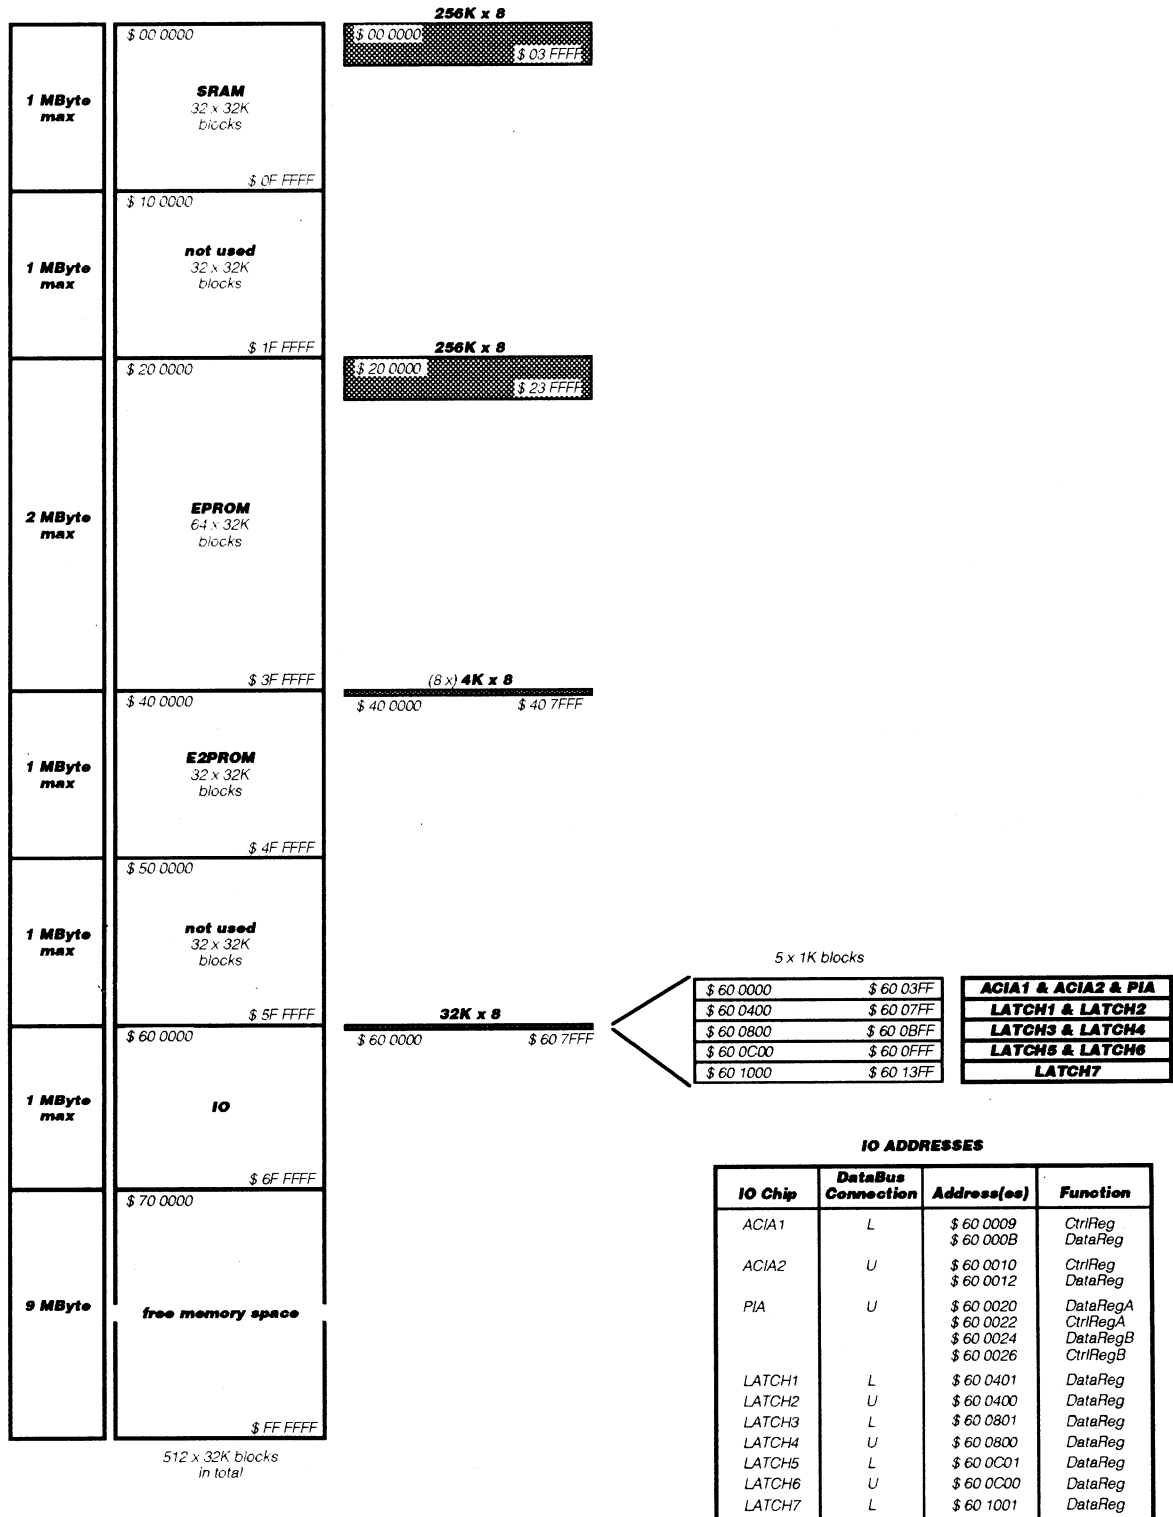 1 MByte
max
1 MByte
max
2 MByte
max
1 MByte
max
1 MByte
max
1 MByte
max
9 MByte
$ 00 0000
SRAM
32 x 32K
blocks
$ 0F FFFF
$ 10 0000
not used
32 x 32K
blocks
$ 1F FFFF
$ 20 0000
EPROM
64 x 32K
blocks
$ 3F FFFF
$ 40 0000
E2PROM
32 x 32K
blocks
$ 4F FFFF
$ 50 0000
not used
32 x 32K
blocks
$ 5F FFFF
$ 60 0000
IO
$ 6F FFFF
$ 70 0000
free memory space
$ FF FFFF
512 x 32K blocks
in total
256K x 8
$ 00 0000
$ 03 FFFF
256K x 8
$ 20 0000
$ 23 FFFF
(8 x) 4K x 8
$ 40 0000 $ 40 7FFF
32K x 8
$ 60 0000 $ 60 7FFF
5 x 1K blocks
$ 60 0000 $ 60 03FF ACIA1 & ACIA2 & PIA
$ 60 0400 $ 60 07FF LATCH1 & LATCH2
$ 60 0800 $ 60 0BFF LATCH3 & LATCH4
$ 60 0C00 $ 60 0FFF LATCH5 & LATCH6
$ 60 1000 $ 60 13FF LATCH7
IO ADDRESSES
IO Chip DataBus Connection Address(es) Function
ACIA1 L $ 60 0009 CtrlReg
$ 60 000B DataReg
ACIA2 U $ 60 0010 CtrlReg
$ 60 0012 DataReg
PIA U $ 60 0020 DataRegA
$ 60 0022 CtrlRegA
$ 60 0024 DataRegB
$ 60 0026 CtrlRegB
LATCH1 L $ 60 0401 DataReg
LATCH2 U $ 60 0400 DataReg
LATCH3 L $ 60 0801 DataReg
LATCH4 U $ 60 0800 DataReg
LATCH5 L $ 60 0C01 DataReg
LATCH6 U $ 60 0C00 DataReg
LATCH7 L $ 60 1001 DataReg